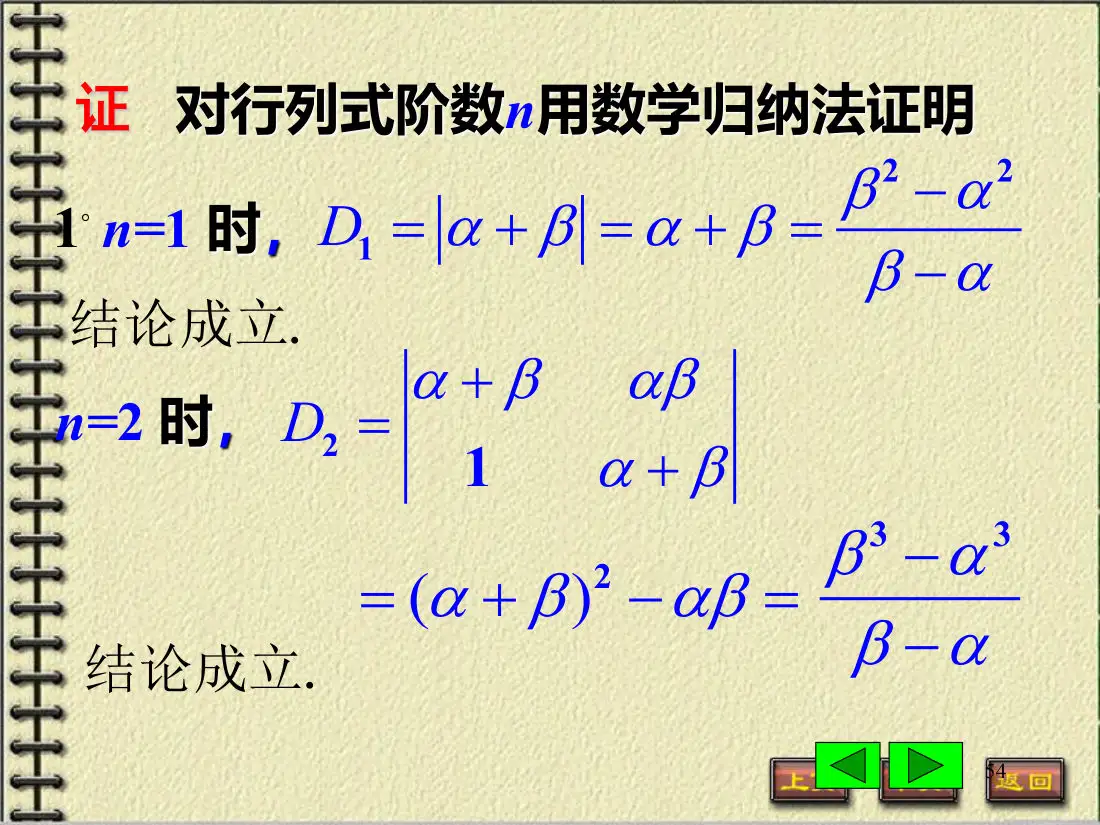 证 对行列式阶数n用数学归纳法证明
1° n=1 时, D₁ = |α + β| = α + β = (β² − α²)/(β − α)
结论成立.
n=2 时, D₂ = |α + β αβ; 1 α + β|
= (α + β)² − αβ = (β³ − α³)/(β − α)
结论成立.
54
返回